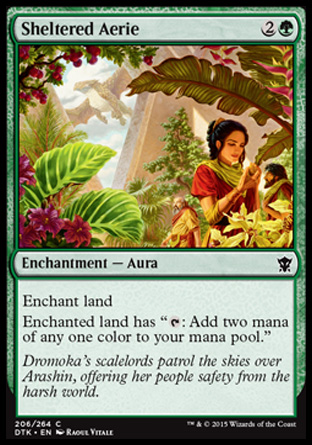 Sheltered Aerie 2
Enchantment — Aura
Enchant land
Enchanted land has “: Add two mana
of any one color to your mana pool.”
Dromoka's scalelords patrol the skies over
Arashin, offering her people safety from the
harsh world.
206/264 C
DTK • EN Raoul Vitale
™ & © 2015 Wizards of the Coast